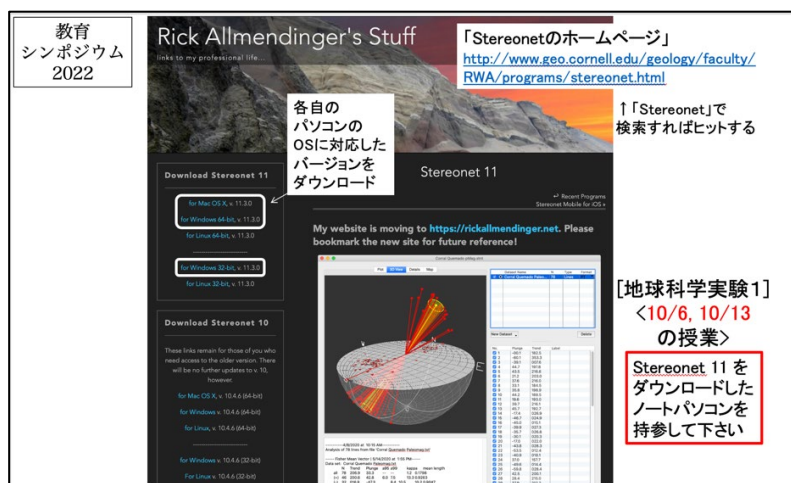 教育
シンポジウム
2022
Rick Allmendinger's Stuff
links to my professional life...
「Stereonetのホームページ」
http://www.geo.cornell.edu/geology/faculty/
RWA/programs/stereonet.html
↑「Stereonet」で
検索すればヒットする
各自の
パソコンの
OSに対応した
バージョンを
ダウンロード
Download Stereonet 11
for Mac OS X, v. 11.3.0
for Windows 64-bit, v. 11.3.0
for Linux 64-bit, v. 11.3.0
for Windows 32-bit, v. 11.3.0
for Linux 32-bit, v. 11.3.0
Stereonet 11
Recent Programs
Stereonet Mobile for iOS »
My website is moving to https://rickallmendinger.net. Please
bookmark the new site for future reference!
Download Stereonet 10
These links remain for those of you who
need access to the older version. There
will be no further updates to v. 10,
however.
for Mac OS X, v. 10.4.6 (64-bit)
for Windows v. 10.4.6 (64-bit)
for Linux, v. 10.4.6 (64-bit)
for Windows v. 10.4.6 (32-bit)
For Linux v. 10.4.6 (32-bit)
Plot
3D View
Details
Map
E
New Dataset
Delete
No.
Plunge
Trend
Label
[地球科学実験1]
<10/6, 10/13
の授業>
Stereonet 11 を
ダウンロードした
ノートパソコンを
持参して下さい